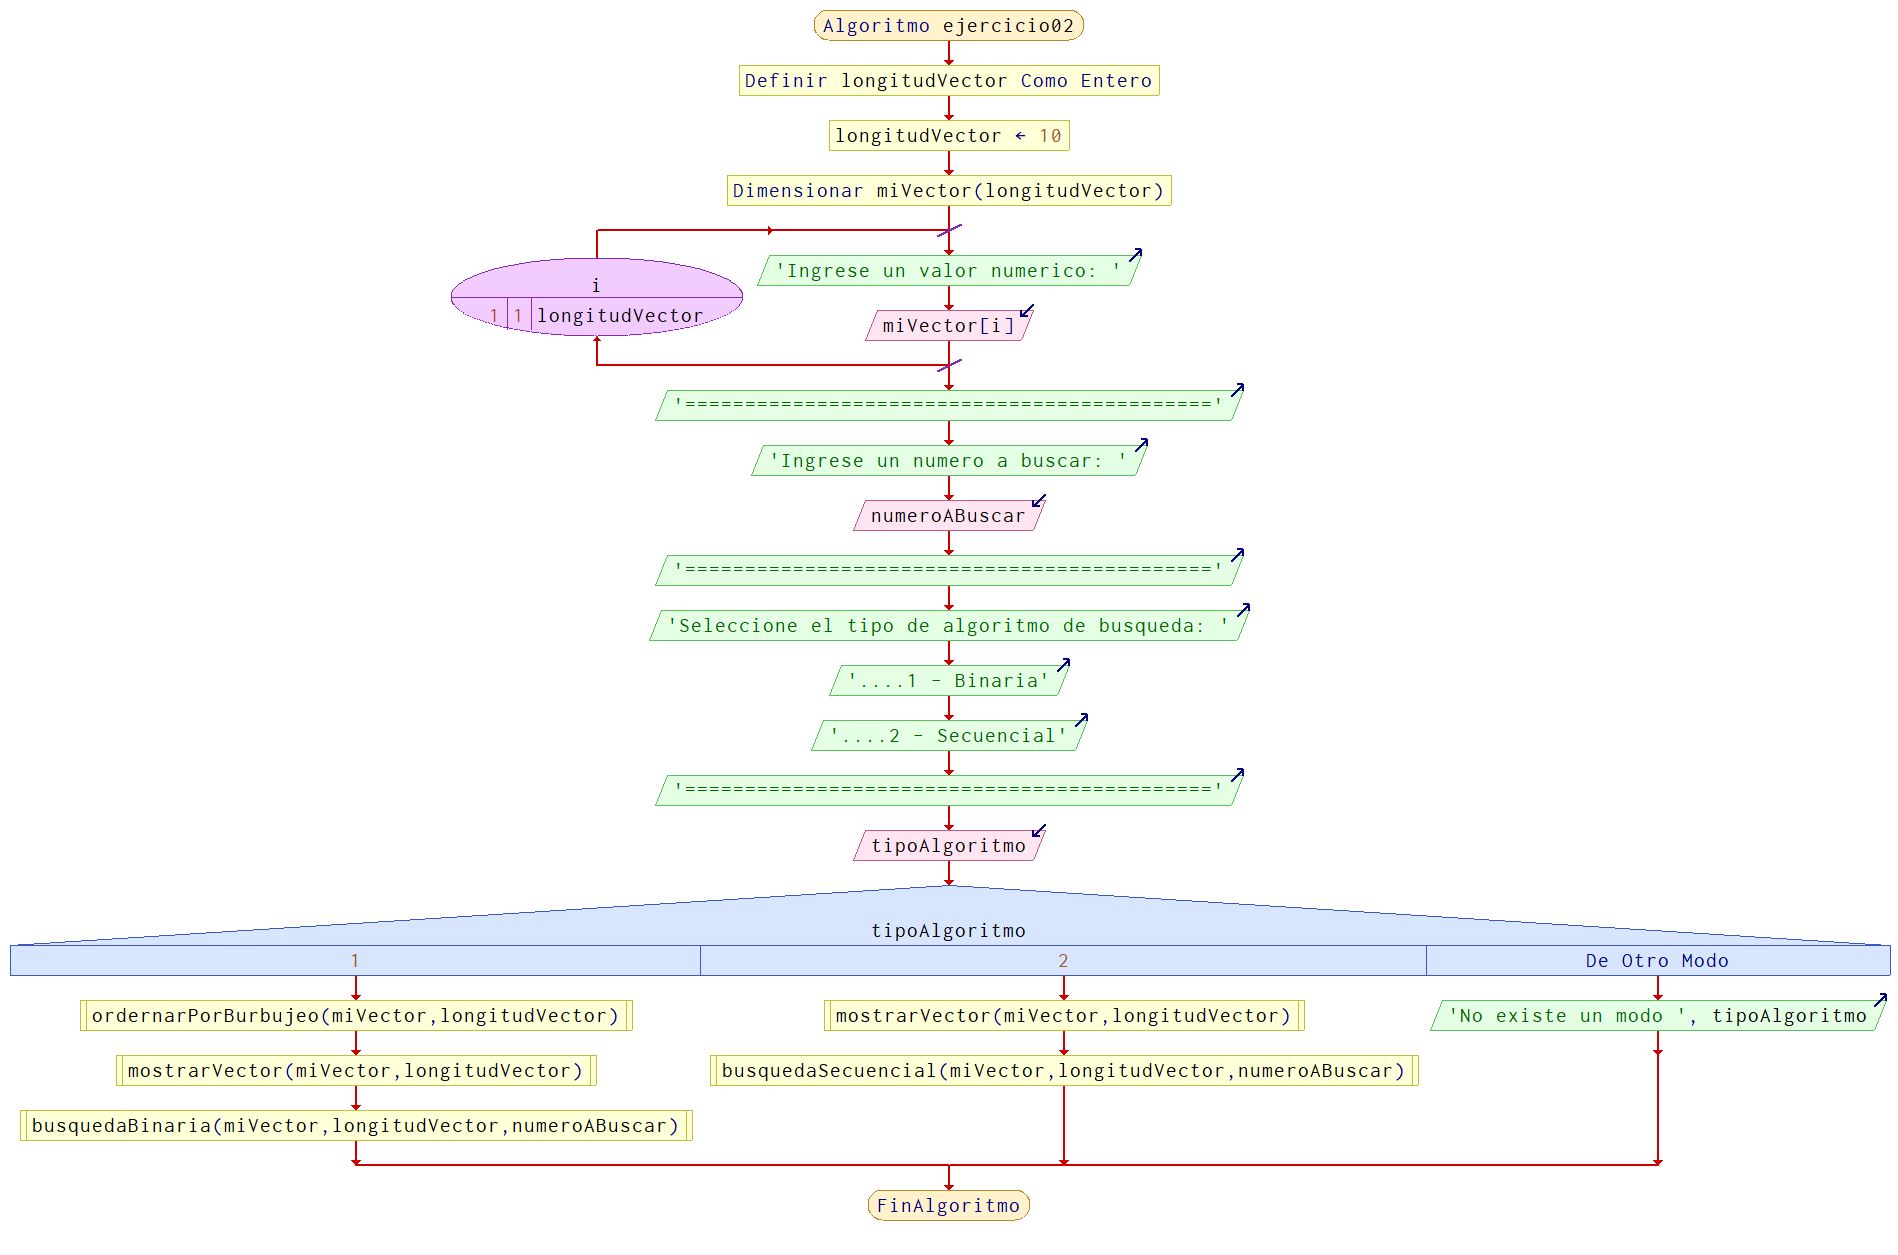 Algoritmo ejercicio02
Definir longitudVector Como Entero
longitudVector ← 10
Dimensionar miVector(longitudVector)
'Ingrese un valor numerico: '
i
1 1 longitudVector
miVector[i]
'============================================'
'Ingrese un numero a buscar: '
numeroABuscar
'============================================'
'Seleccione el tipo de algoritmo de busqueda: '
'....1 - Binaria'
'....2 - Secuencial'
'============================================'
tipoAlgoritmo
tipoAlgoritmo
1
2
De Otro Modo
ordernarPorBurbujeo(miVector,longitudVector)
mostrarVector(miVector,longitudVector)
'No existe un modo ', tipoAlgoritmo
mostrarVector(miVector,longitudVector)
busquedaSecuencial(miVector,longitudVector,numeroABuscar)
busquedaBinaria(miVector,longitudVector,numeroABuscar)
FinAlgoritmo